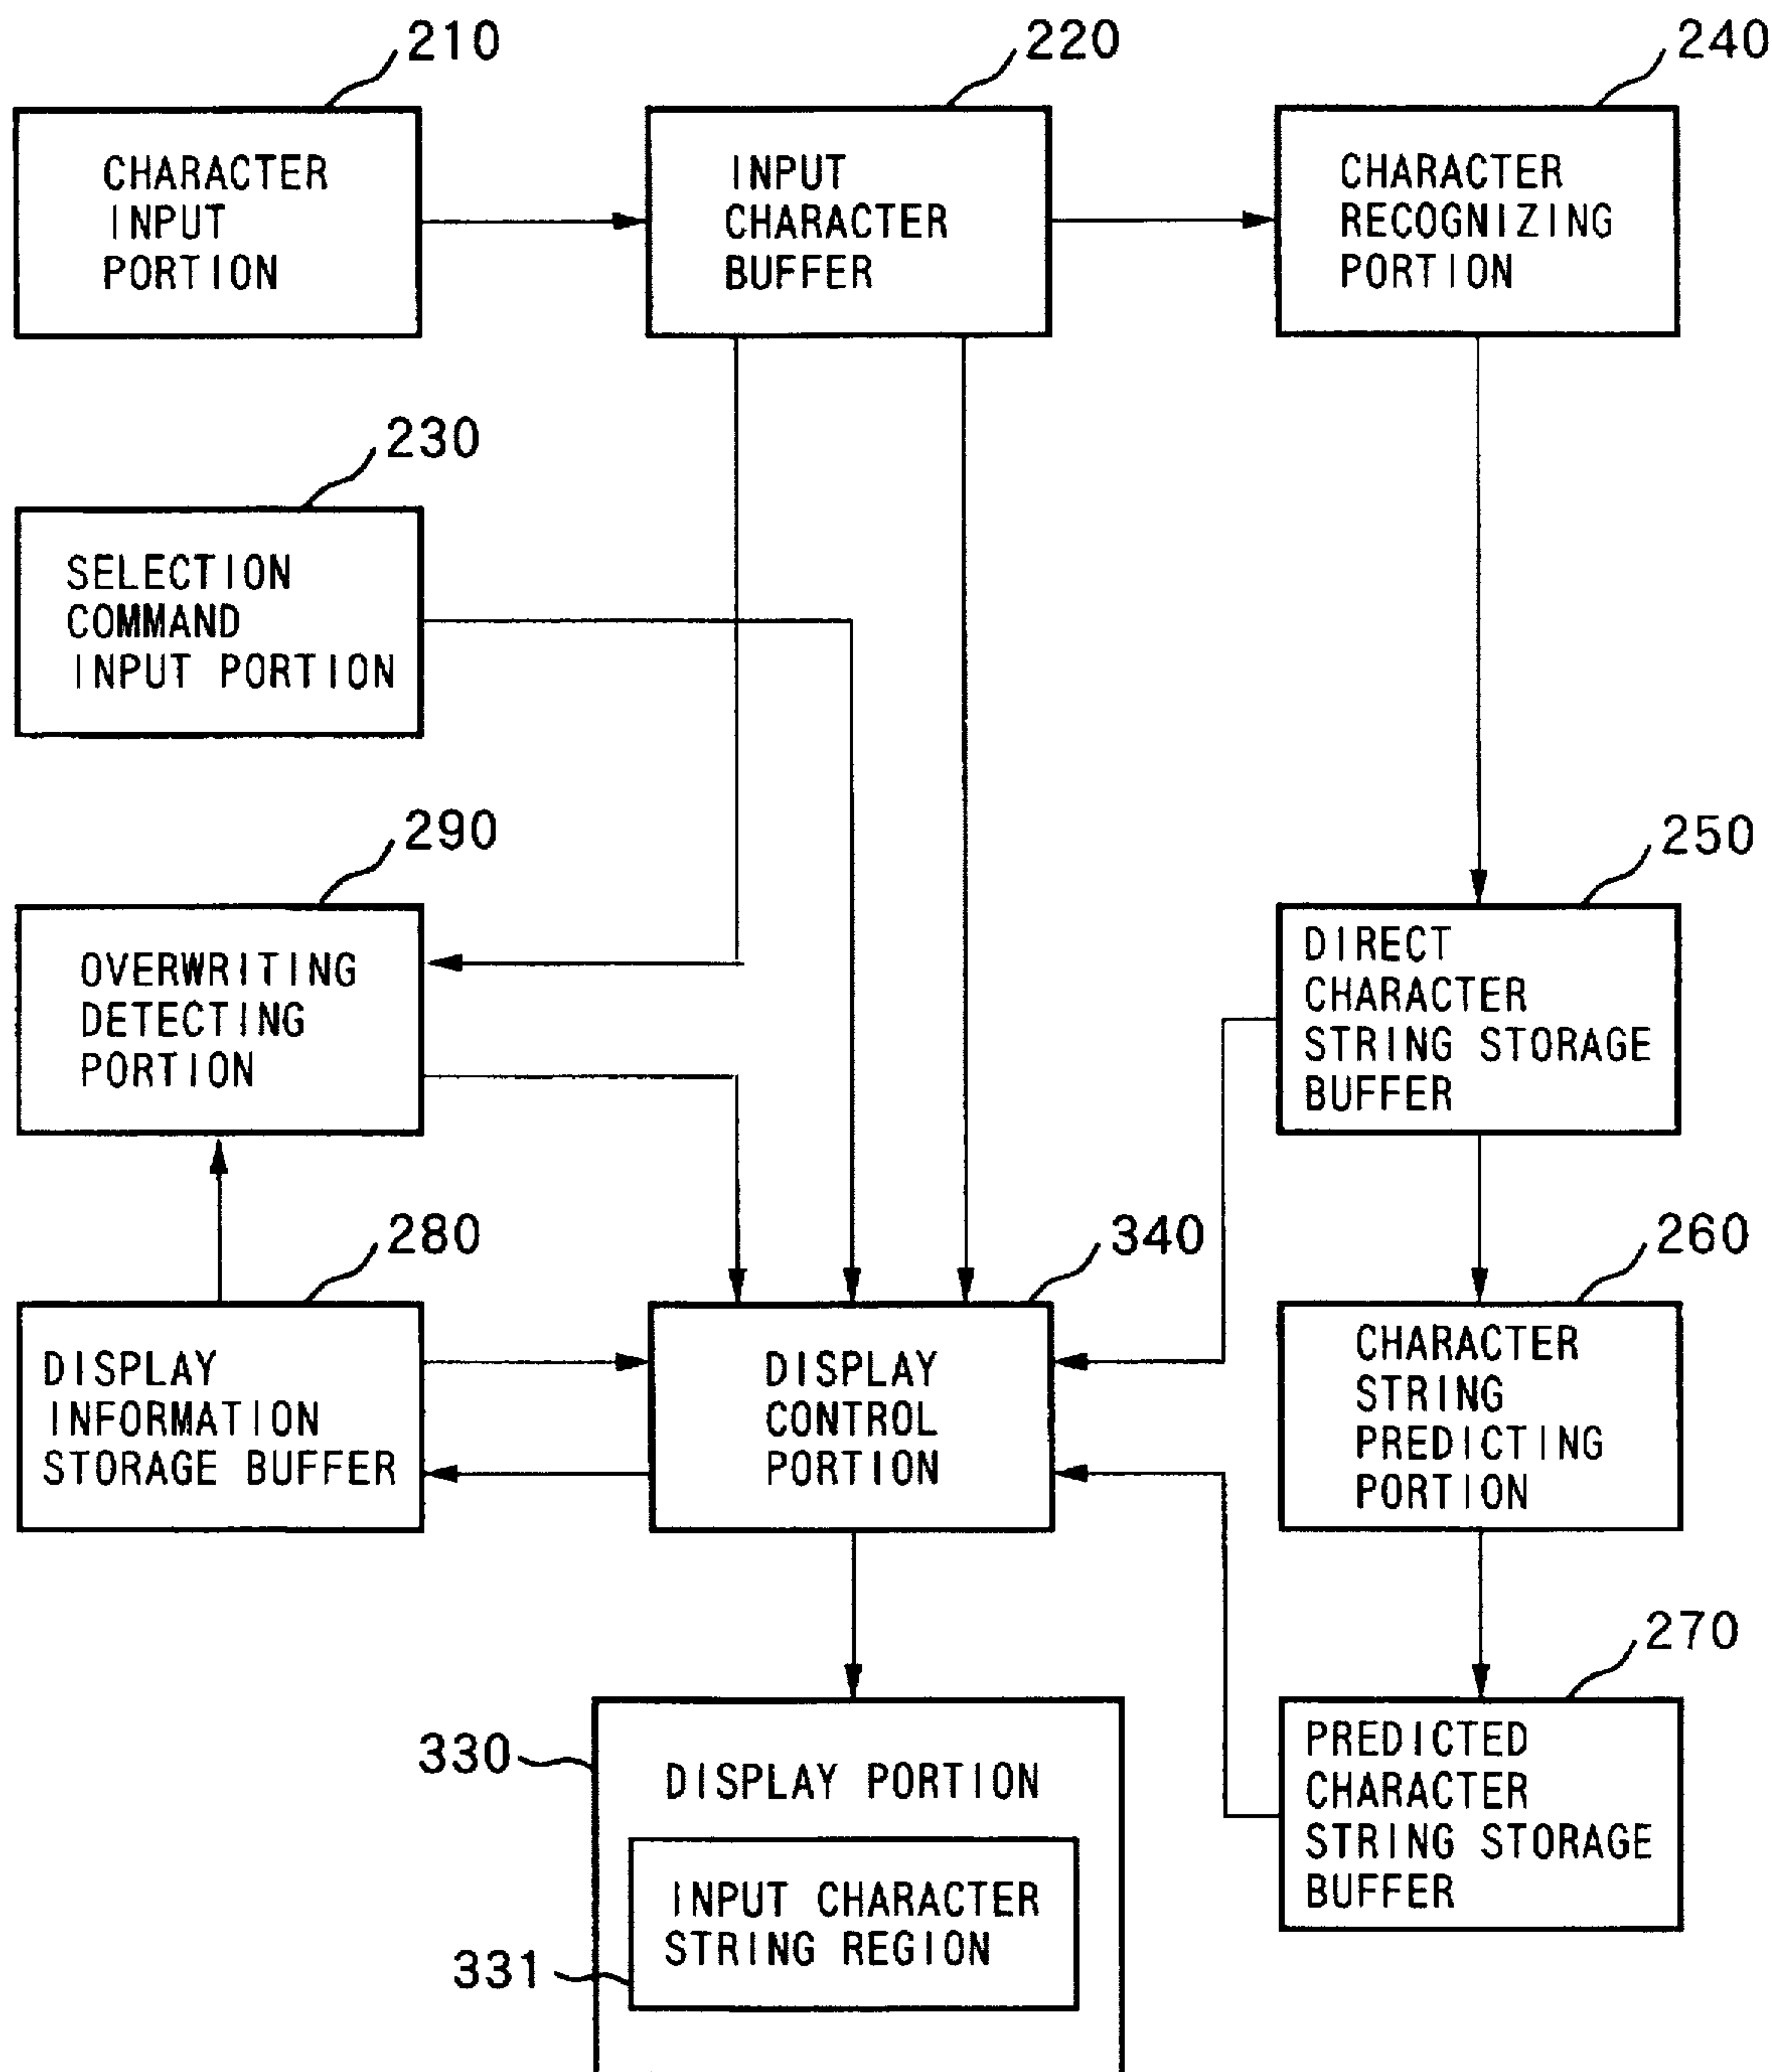 210
220
240
CHARACTER
INPUT
PORTION
INPUT
CHARACTER
BUFFER
CHARACTER
RECOGNIZING
PORTION
230
SELECTION
COMMAND
INPUT PORTION
290
250
OVERWRITING
DETECTING
PORTION
DIRECT
CHARACTER
STRING STORAGE
BUFFER
280
340
260
DISPLAY
INFORMATION
STORAGE BUFFER
DISPLAY
CONTROL
PORTION
CHARACTER
STRING
PREDICTING
PORTION
270
330
DISPLAY PORTION
PREDICTED
CHARACTER
STRING STORAGE
BUFFER
INPUT CHARACTER
STRING REGION
331